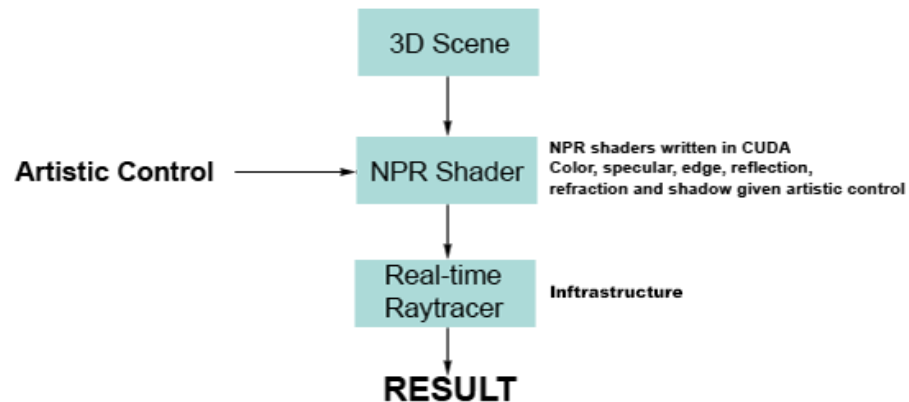 3D Scene
Artistic Control
NPR Shader
NPR shaders written in CUDA
Color, specular, edge, reflection,
refraction and shadow given artistic control
Real-time
Raytracer
Inftrastructure
RESULT